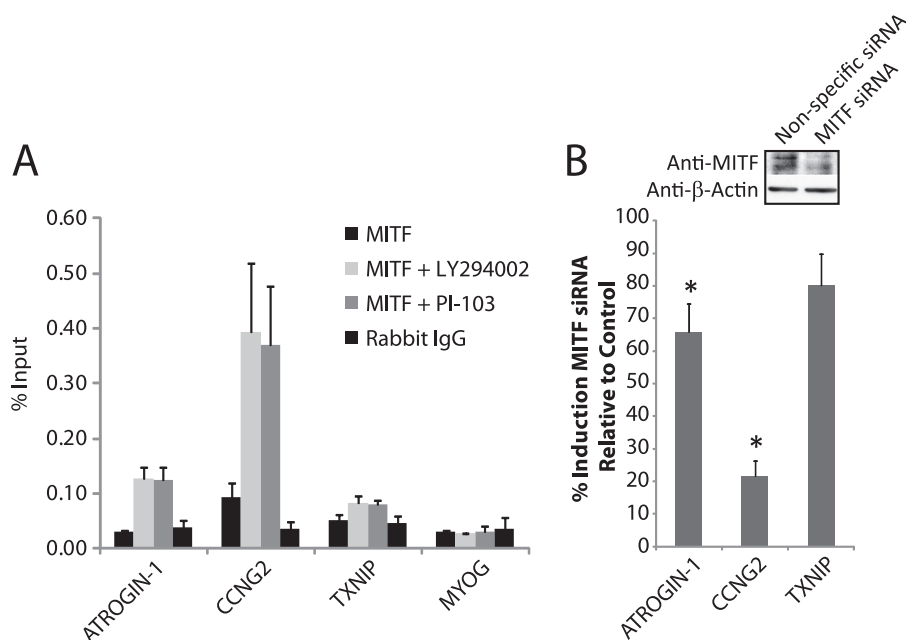 A
% Input
0.60
0.50
0.40
0.30
0.20
0.10
0.00
MITF
MITF + LY294002
MITF + PI-103
Rabbit IgG
ATROGIN-1
CCNG2
TXNIP
MYOG
B
Non-specific siRNA
MITF siRNA
Anti-MITF
Anti-β-Actin
% Induction MITF siRNA
Relative to Control
100
90
80
70
60
50
40
30
20
10
0
*
*
ATROGIN-1
CCNG2
TXNIP